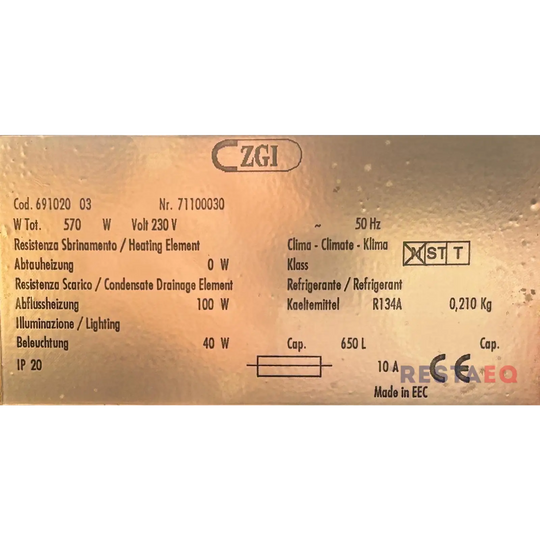 ZGI
Cod. 691020 03 Nr. 71100030
W Tot. 570 W Volt 230 V ~ 50 Hz
Resistenza Sbrinamento / Heating Element Clima - Climate - Klima
Abtauheizung 0 W Klass N ST T
Resistenza Scarico / Condensate Drainage Element Refrigerante / Refrigerant
Abflussheizung 100 W Kaeltemittel R134A 0,210 Kg
Illuminazione / Lighting
Beleuchtung 40 W Cap. 650 L Cap.
IP 20 10 A CE
RESTAEQ
Made in EEC